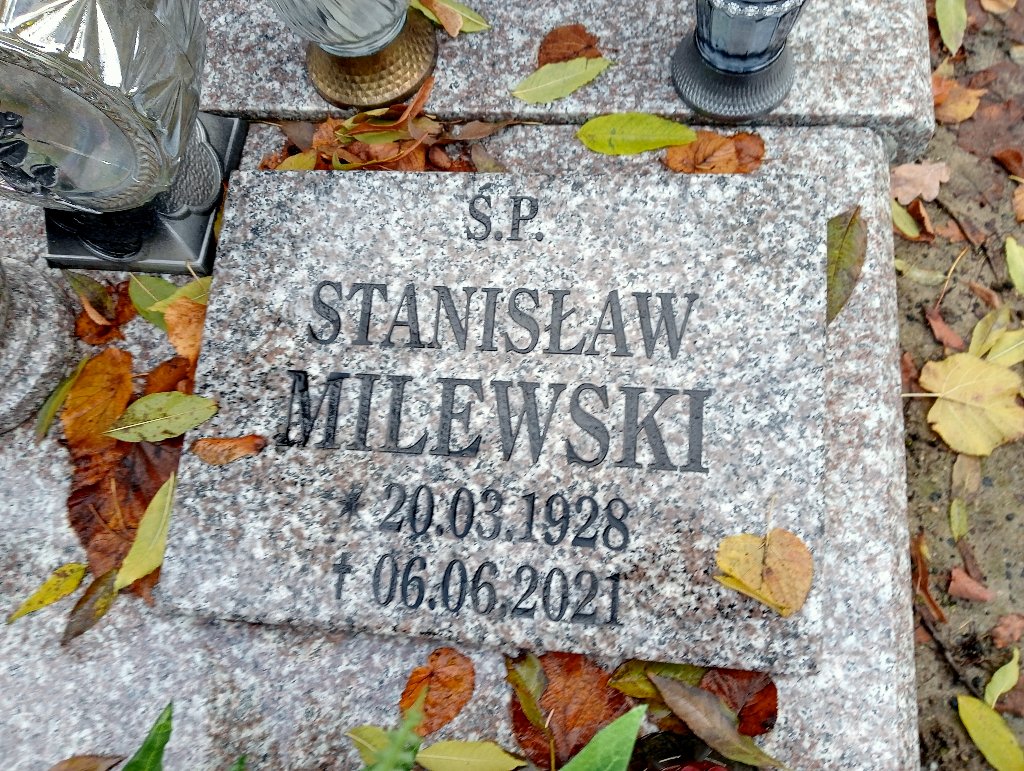 Ś.P.
STANISŁAW
MILEWSKI
* 20.03.1928
✝ 06.06.2021